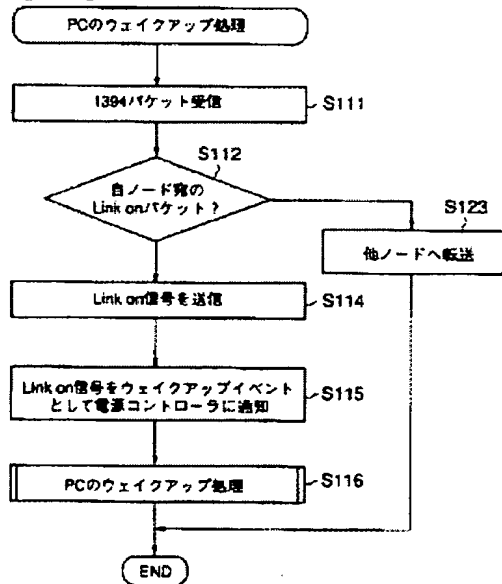 PCのウェイクアップ処理
1394パケット受信
S111
S112
自ノード宛の
Link onパケット？
S123
他ノードへ転送
Link on信号を送信
S114
Link on信号をウェイクアップイベント
として電源コントローラに通知
S115
PCのウェイクアップ処理
S116
END